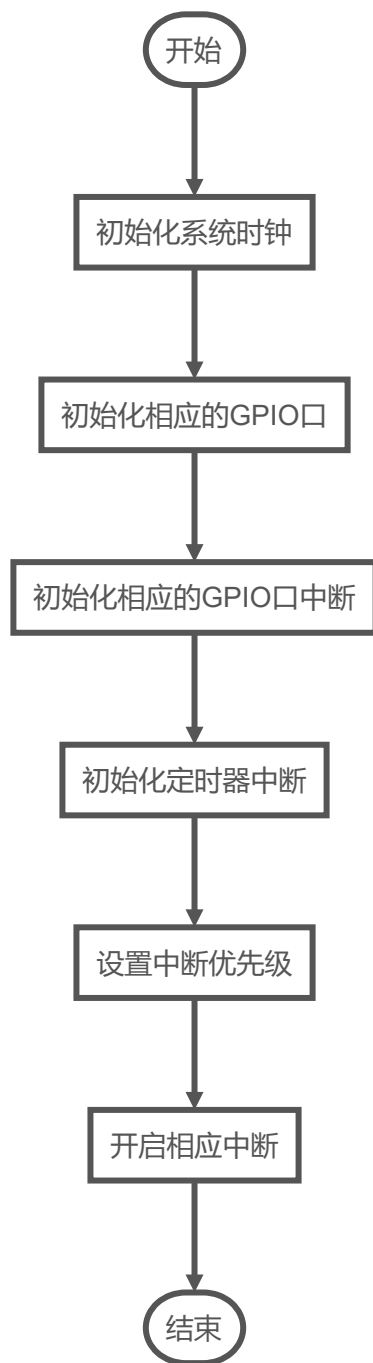 开始
初始化系统时钟
初始化相应的GPIO口
初始化相应的GPIO口中断
初始化定时器中断
设置中断优先级
开启相应中断
结束